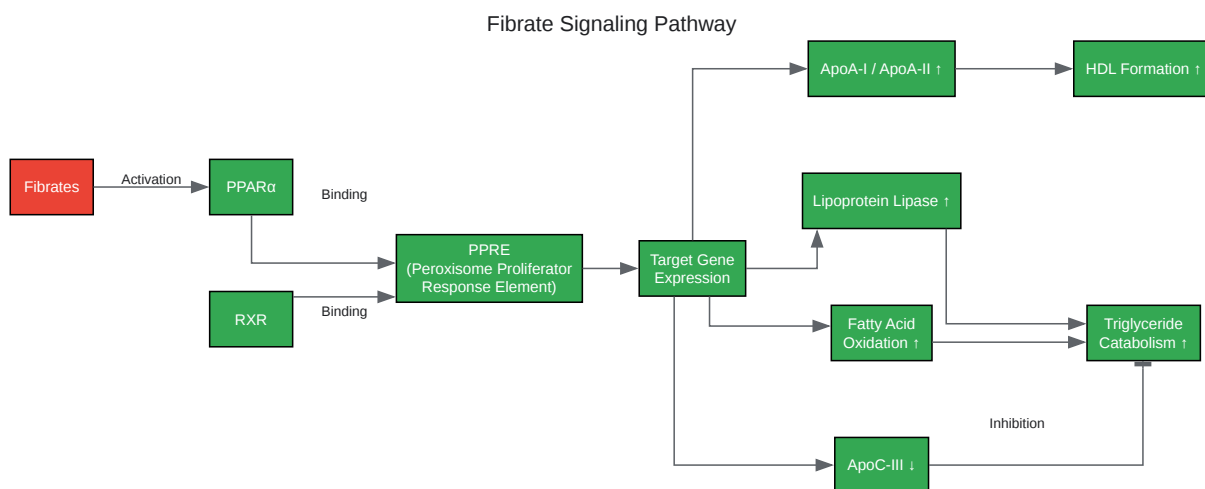 Fibrate Signaling Pathway
ApoA-I / ApoA-II ↑
HDL Formation ↑
Fibrates
Activation
PPARα
Binding
Lipoprotein Lipase ↑
PPRE
(Peroxisome Proliferator
Response Element)
Target Gene
Expression
RXR
Binding
Fatty Acid
Oxidation ↑
Triglyceride
Catabolism ↑
Inhibition
ApoC-III ↓